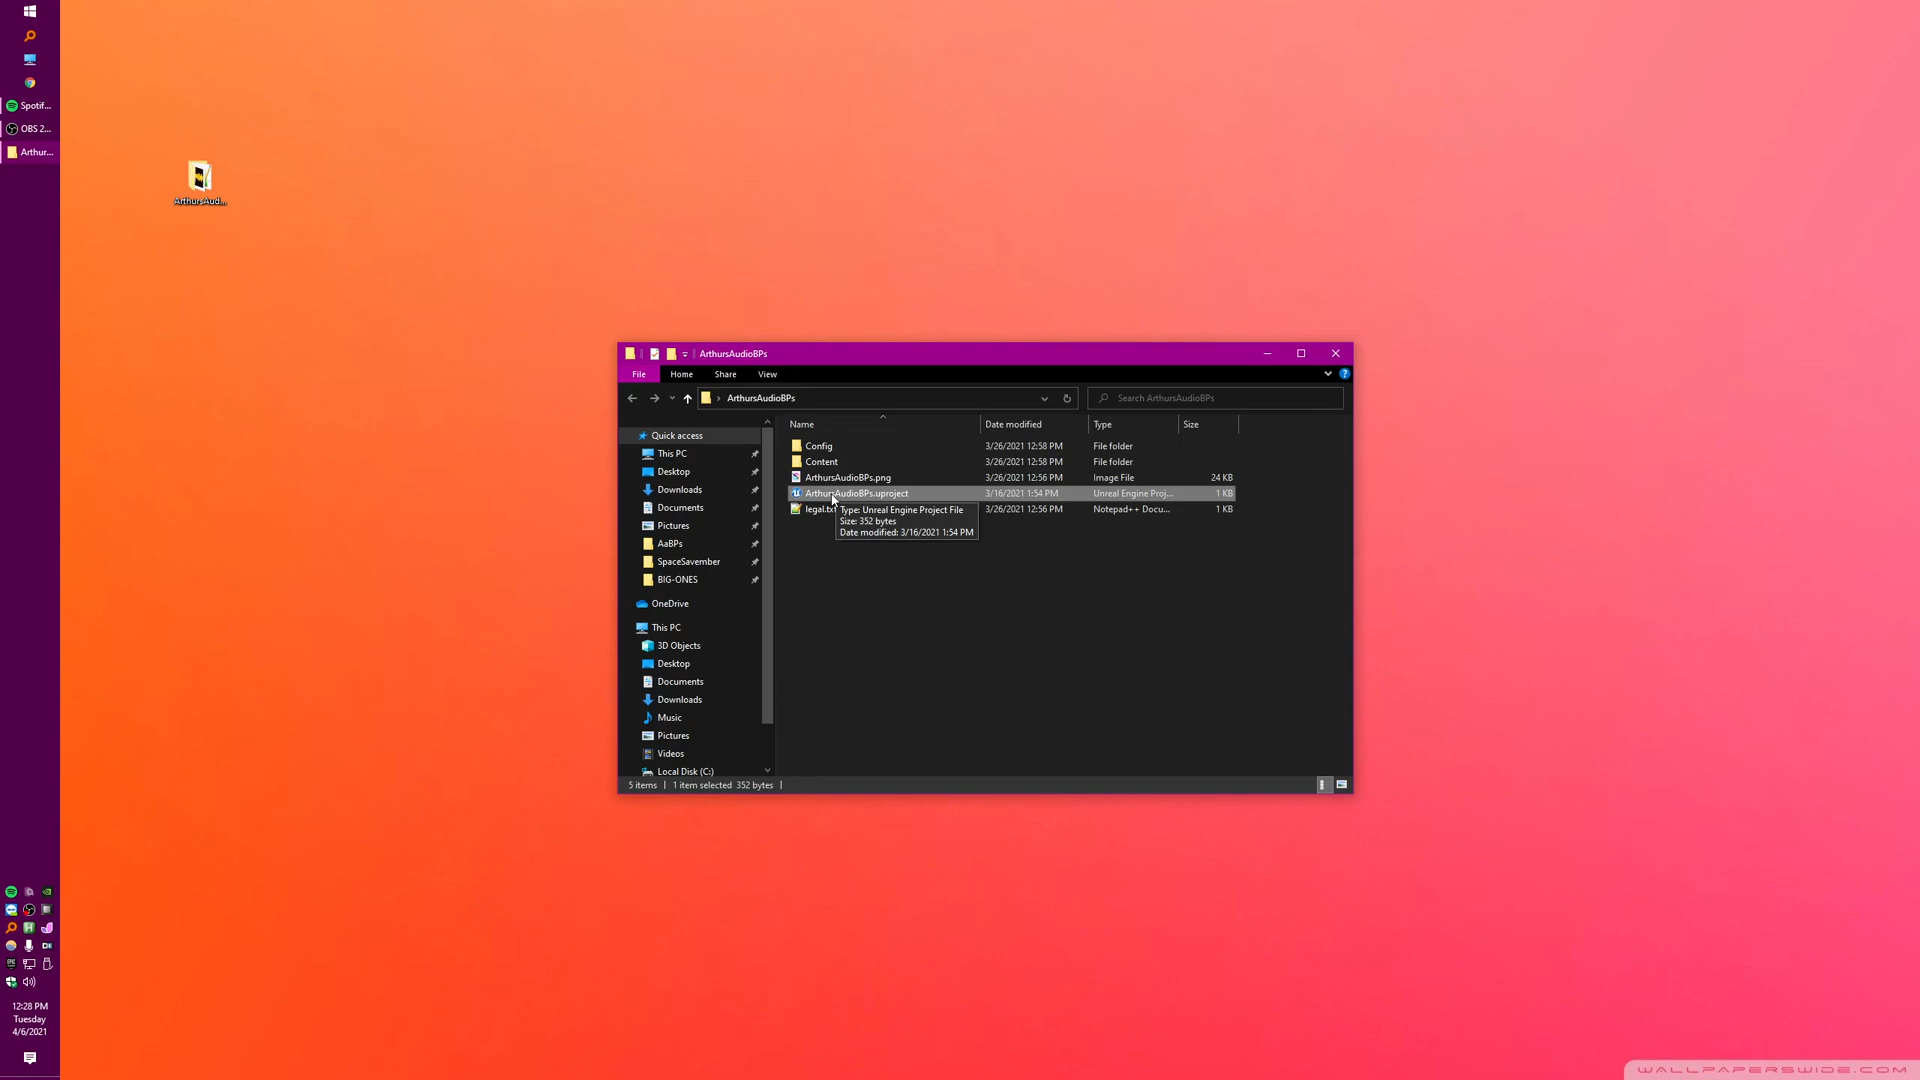 Spotif...
OBS 2...
Arthur...
ArthursAud...
ArthursAudioBPs
File
Home
Share
View
ArthursAudioBPs
Search ArthursAudioBPs
Name
Date modified
Type
Size
Quick access
This PC
Desktop
Downloads
Documents
Pictures
AaBPs
SpaceSavember
BIG-ONES
OneDrive
This PC
3D Objects
Desktop
Documents
Downloads
Music
Pictures
Videos
Local Disk (C:)
Config 3/26/2021 12:58 PM File folder
Content 3/26/2021 12:58 PM File folder
ArthursAudioBPs.png 3/26/2021 12:56 PM Image File 24 KB
ArthursAudioBPs.uproject 3/16/2021 1:54 PM Unreal Engine Proj... 1 KB
legal.tx 3/26/2021 12:56 PM Notepad++ Docu... 1 KB
Type: Unreal Engine Project File
Size: 352 bytes
Date modified: 3/16/2021 1:54 PM
5 items
1 item selected 352 bytes
12:28 PM
Tuesday
4/6/2021
WALLPAPERSWIDE.COM